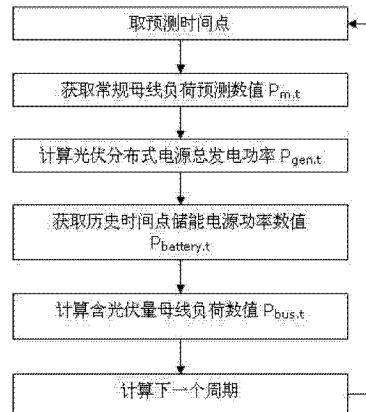 取预测时间点
获取常规母线负荷预测数值 Pm.t
计算光伏分布式电源总发电功率 Pgen.t
获取历史时间点储能电源功率数值
Pbattery.t
计算含光伏量母线负荷数值 Pbus.t
计算下一个周期